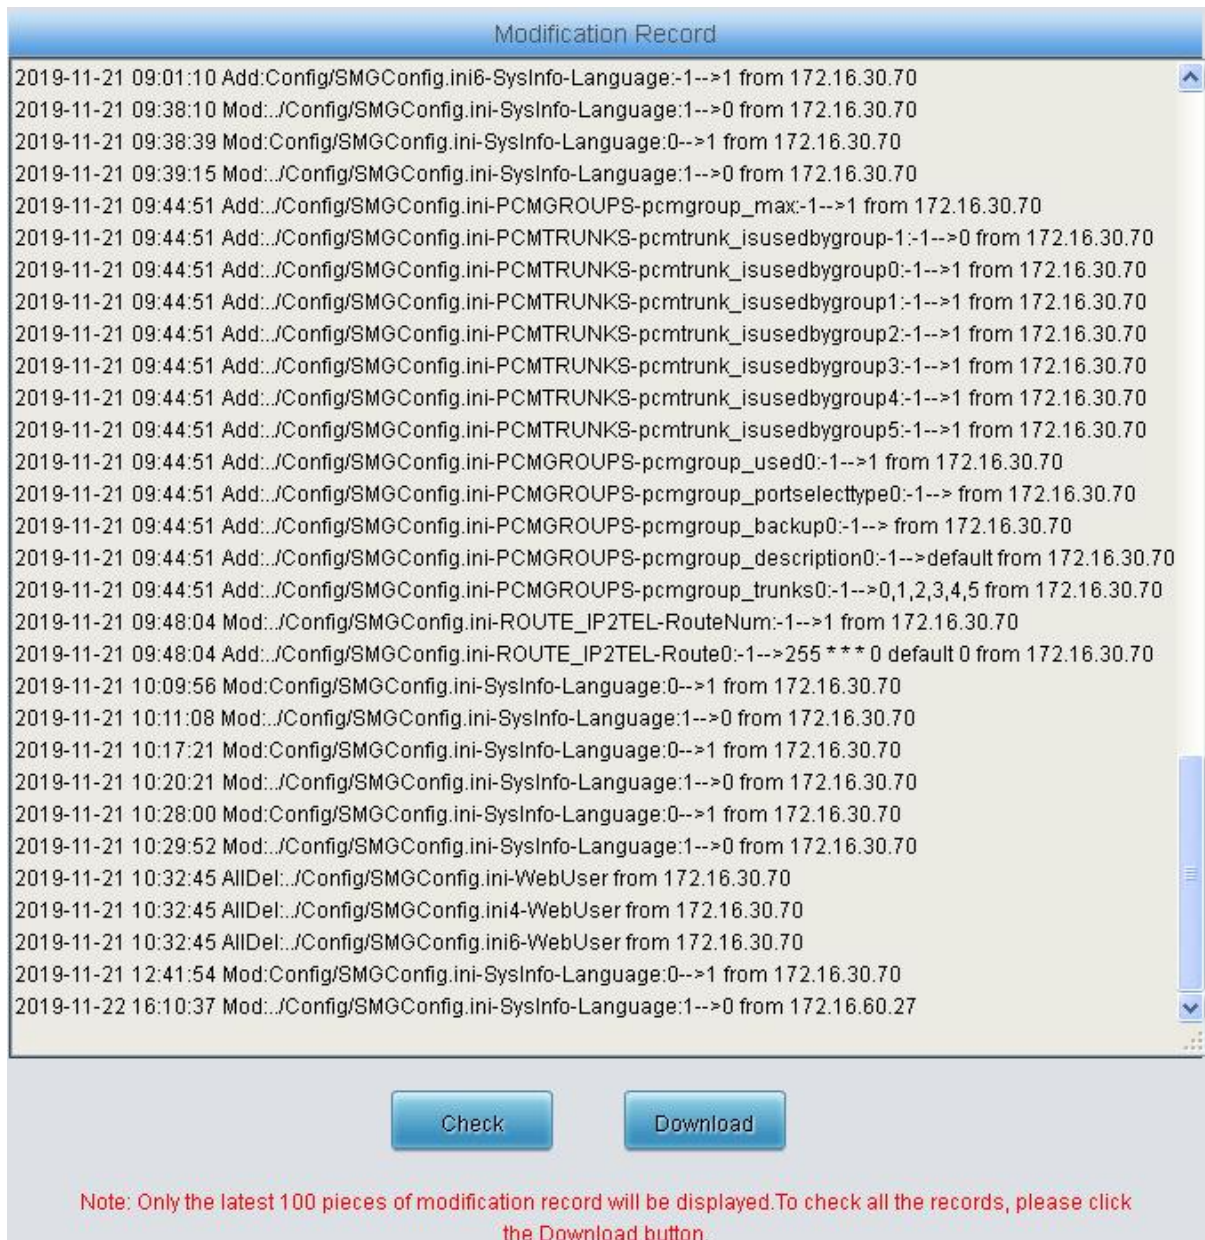 Modification Record
2019-11-21 09:01:10 Add:Config/SMGConfig.ini6-SysInfo-Language:-1-->1 from 172.16.30.70
2019-11-21 09:38:10 Mod:../Config/SMGConfig.ini-SysInfo-Language:1-->0 from 172.16.30.70
2019-11-21 09:38:39 Mod:Config/SMGConfig.ini-SysInfo-Language:0-->1 from 172.16.30.70
2019-11-21 09:39:15 Mod:../Config/SMGConfig.ini-SysInfo-Language:1-->0 from 172.16.30.70
2019-11-21 09:44:51 Add:../Config/SMGConfig.ini-PCMGROUPS-pcmgroup_max:-1-->1 from 172.16.30.70
2019-11-21 09:44:51 Add:../Config/SMGConfig.ini-PCMTRUNKS-pcmtrunk_isusedbygroup-1:-1-->0 from 172.16.30.70
2019-11-21 09:44:51 Add:../Config/SMGConfig.ini-PCMTRUNKS-pcmtrunk_isusedbygroup0:-1-->1 from 172.16.30.70
2019-11-21 09:44:51 Add:../Config/SMGConfig.ini-PCMTRUNKS-pcmtrunk_isusedbygroup1:-1-->1 from 172.16.30.70
2019-11-21 09:44:51 Add:../Config/SMGConfig.ini-PCMTRUNKS-pcmtrunk_isusedbygroup2:-1-->1 from 172.16.30.70
2019-11-21 09:44:51 Add:../Config/SMGConfig.ini-PCMTRUNKS-pcmtrunk_isusedbygroup3:-1-->1 from 172.16.30.70
2019-11-21 09:44:51 Add:../Config/SMGConfig.ini-PCMTRUNKS-pcmtrunk_isusedbygroup4:-1-->1 from 172.16.30.70
2019-11-21 09:44:51 Add:../Config/SMGConfig.ini-PCMTRUNKS-pcmtrunk_isusedbygroup5:-1-->1 from 172.16.30.70
2019-11-21 09:44:51 Add:../Config/SMGConfig.ini-PCMGROUPS-pcmgroup_used0:-1-->1 from 172.16.30.70
2019-11-21 09:44:51 Add:../Config/SMGConfig.ini-PCMGROUPS-pcmgroup_portselecttype0:-1--> from 172.16.30.70
2019-11-21 09:44:51 Add:../Config/SMGConfig.ini-PCMGROUPS-pcmgroup_backup0:-1--> from 172.16.30.70
2019-11-21 09:44:51 Add:../Config/SMGConfig.ini-PCMGROUPS-pcmgroup_description0:-1-->default from 172.16.30.70
2019-11-21 09:44:51 Add:../Config/SMGConfig.ini-PCMGROUPS-pcmgroup_trunks0:-1-->0,1,2,3,4,5 from 172.16.30.70
2019-11-21 09:48:04 Mod:../Config/SMGConfig.ini-ROUTE_IP2TEL-RouteNum:-1-->1 from 172.16.30.70
2019-11-21 09:48:04 Add:../Config/SMGConfig.ini-ROUTE_IP2TEL-Route0:-1-->255 * * * 0 default 0 from 172.16.30.70
2019-11-21 10:09:56 Mod:Config/SMGConfig.ini-SysInfo-Language:0-->1 from 172.16.30.70
2019-11-21 10:11:08 Mod:../Config/SMGConfig.ini-SysInfo-Language:1-->0 from 172.16.30.70
2019-11-21 10:17:21 Mod:Config/SMGConfig.ini-SysInfo-Language:0-->1 from 172.16.30.70
2019-11-21 10:20:21 Mod:../Config/SMGConfig.ini-SysInfo-Language:1-->0 from 172.16.30.70
2019-11-21 10:28:00 Mod:Config/SMGConfig.ini-SysInfo-Language:0-->1 from 172.16.30.70
2019-11-21 10:29:52 Mod:../Config/SMGConfig.ini-SysInfo-Language:1-->0 from 172.16.30.70
2019-11-21 10:32:45 AllDel:../Config/SMGConfig.ini-WebUser from 172.16.30.70
2019-11-21 10:32:45 AllDel:../Config/SMGConfig.ini4-WebUser from 172.16.30.70
2019-11-21 10:32:45 AllDel:../Config/SMGConfig.ini6-WebUser from 172.16.30.70
2019-11-21 12:41:54 Mod:Config/SMGConfig.ini-SysInfo-Language:0-->1 from 172.16.30.70
2019-11-22 16:10:37 Mod:../Config/SMGConfig.ini-SysInfo-Language:1-->0 from 172.16.60.27
Check Download
Note: Only the latest 100 pieces of modification record will be displayed.To check all the records, please click
the Download button